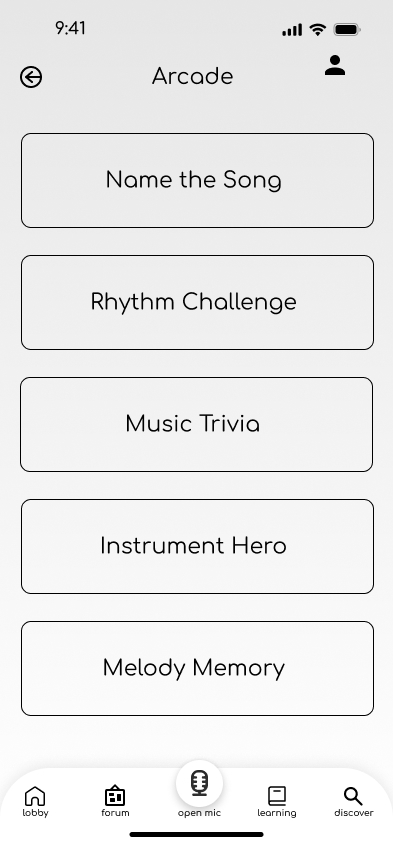 9:41
Arcade
Name the Song
Rhythm Challenge
Music Trivia
Instrument Hero
Melody Memory
lobby
forum
open mic
learning
discover